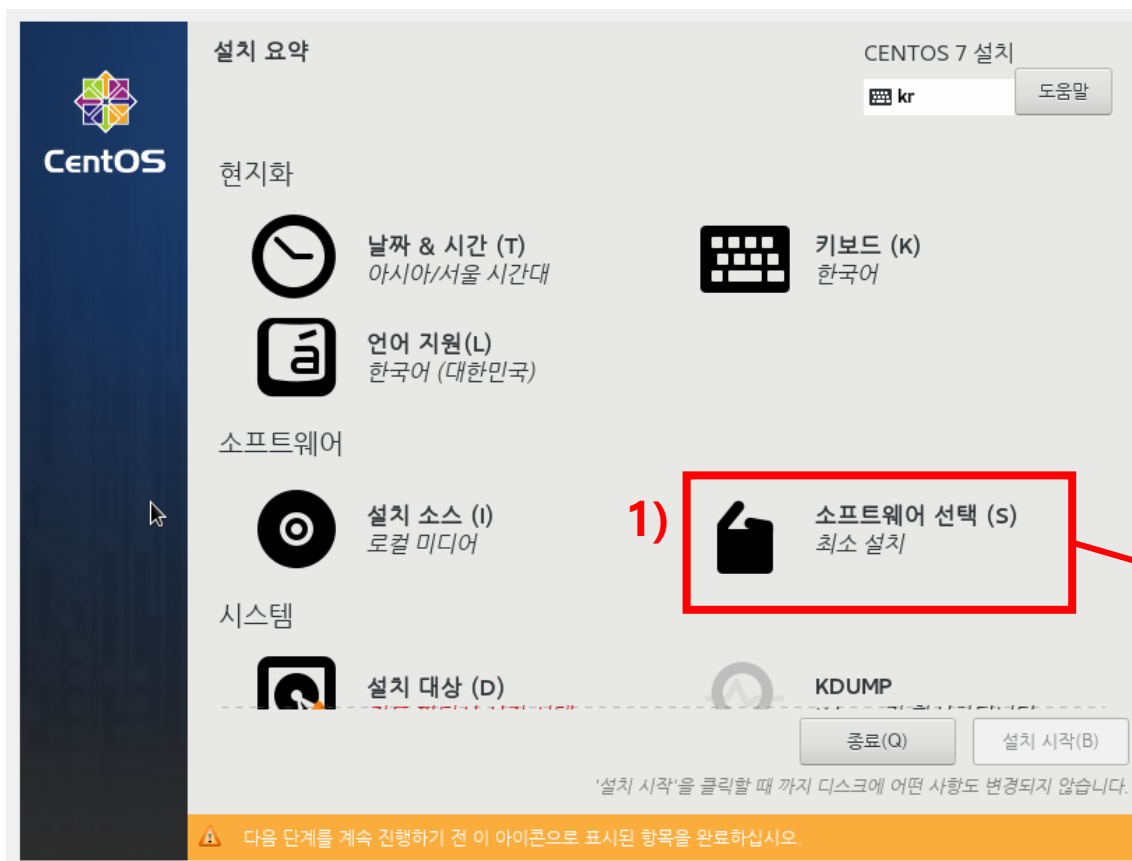 설치 요약
CENTOS 7 설치
kr
도움말
CentOS
현지화
날짜 & 시간 (T)
아시아/서울 시간대
키보드 (K)
한국어
언어 지원(L)
한국어 (대한민국)
소프트웨어
설치 소스 (I)
로컬 미디어
1)
소프트웨어 선택 (S)
최소 설치
시스템
설치 대상 (D)
KDUMP
종료(Q)
설치 시작(B)
'설치 시작'을 클릭할 때 까지 디스크에 어떤 사항도 변경되지 않습니다.
다음 단계를 계속 진행하기 전 이 아이콘으로 표시된 항목을 완료하십시오.